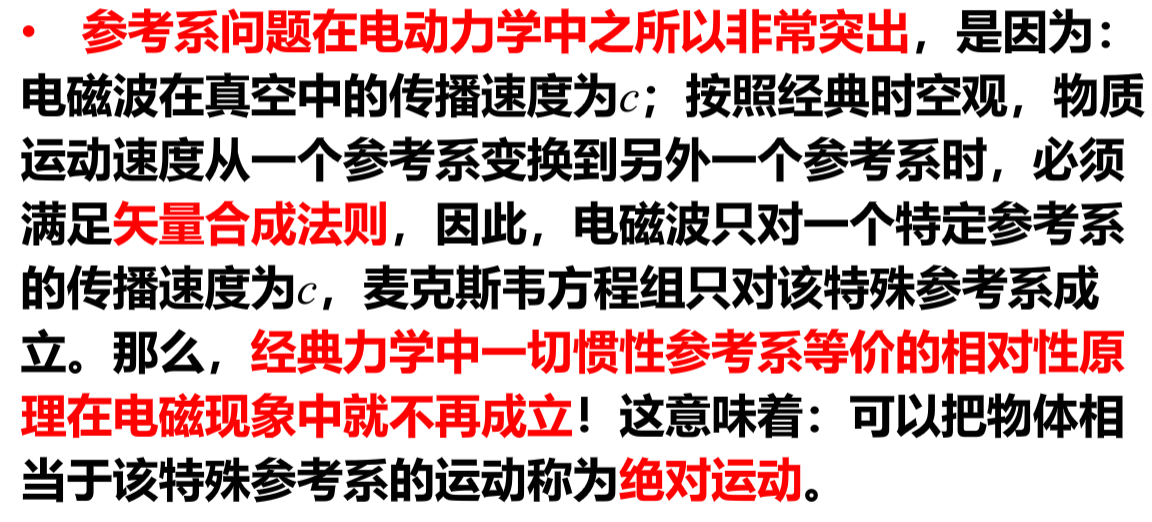 • 参考系问题在电动力学中之所以非常突出，是因为：
电磁波在真空中的传播速度为c；按照经典时空观，物质
运动速度从一个参考系变换到另外一个参考系时，必须
满足矢量合成法则，因此，电磁波只对一个特定参考系
的传播速度为c，麦克斯韦方程组只对该特殊参考系成
立。那么，经典力学中一切惯性参考系等价的相对性原
理在电磁现象中就不再成立！这意味着：可以把物体相
当于该特殊参考系的运动称为绝对运动。